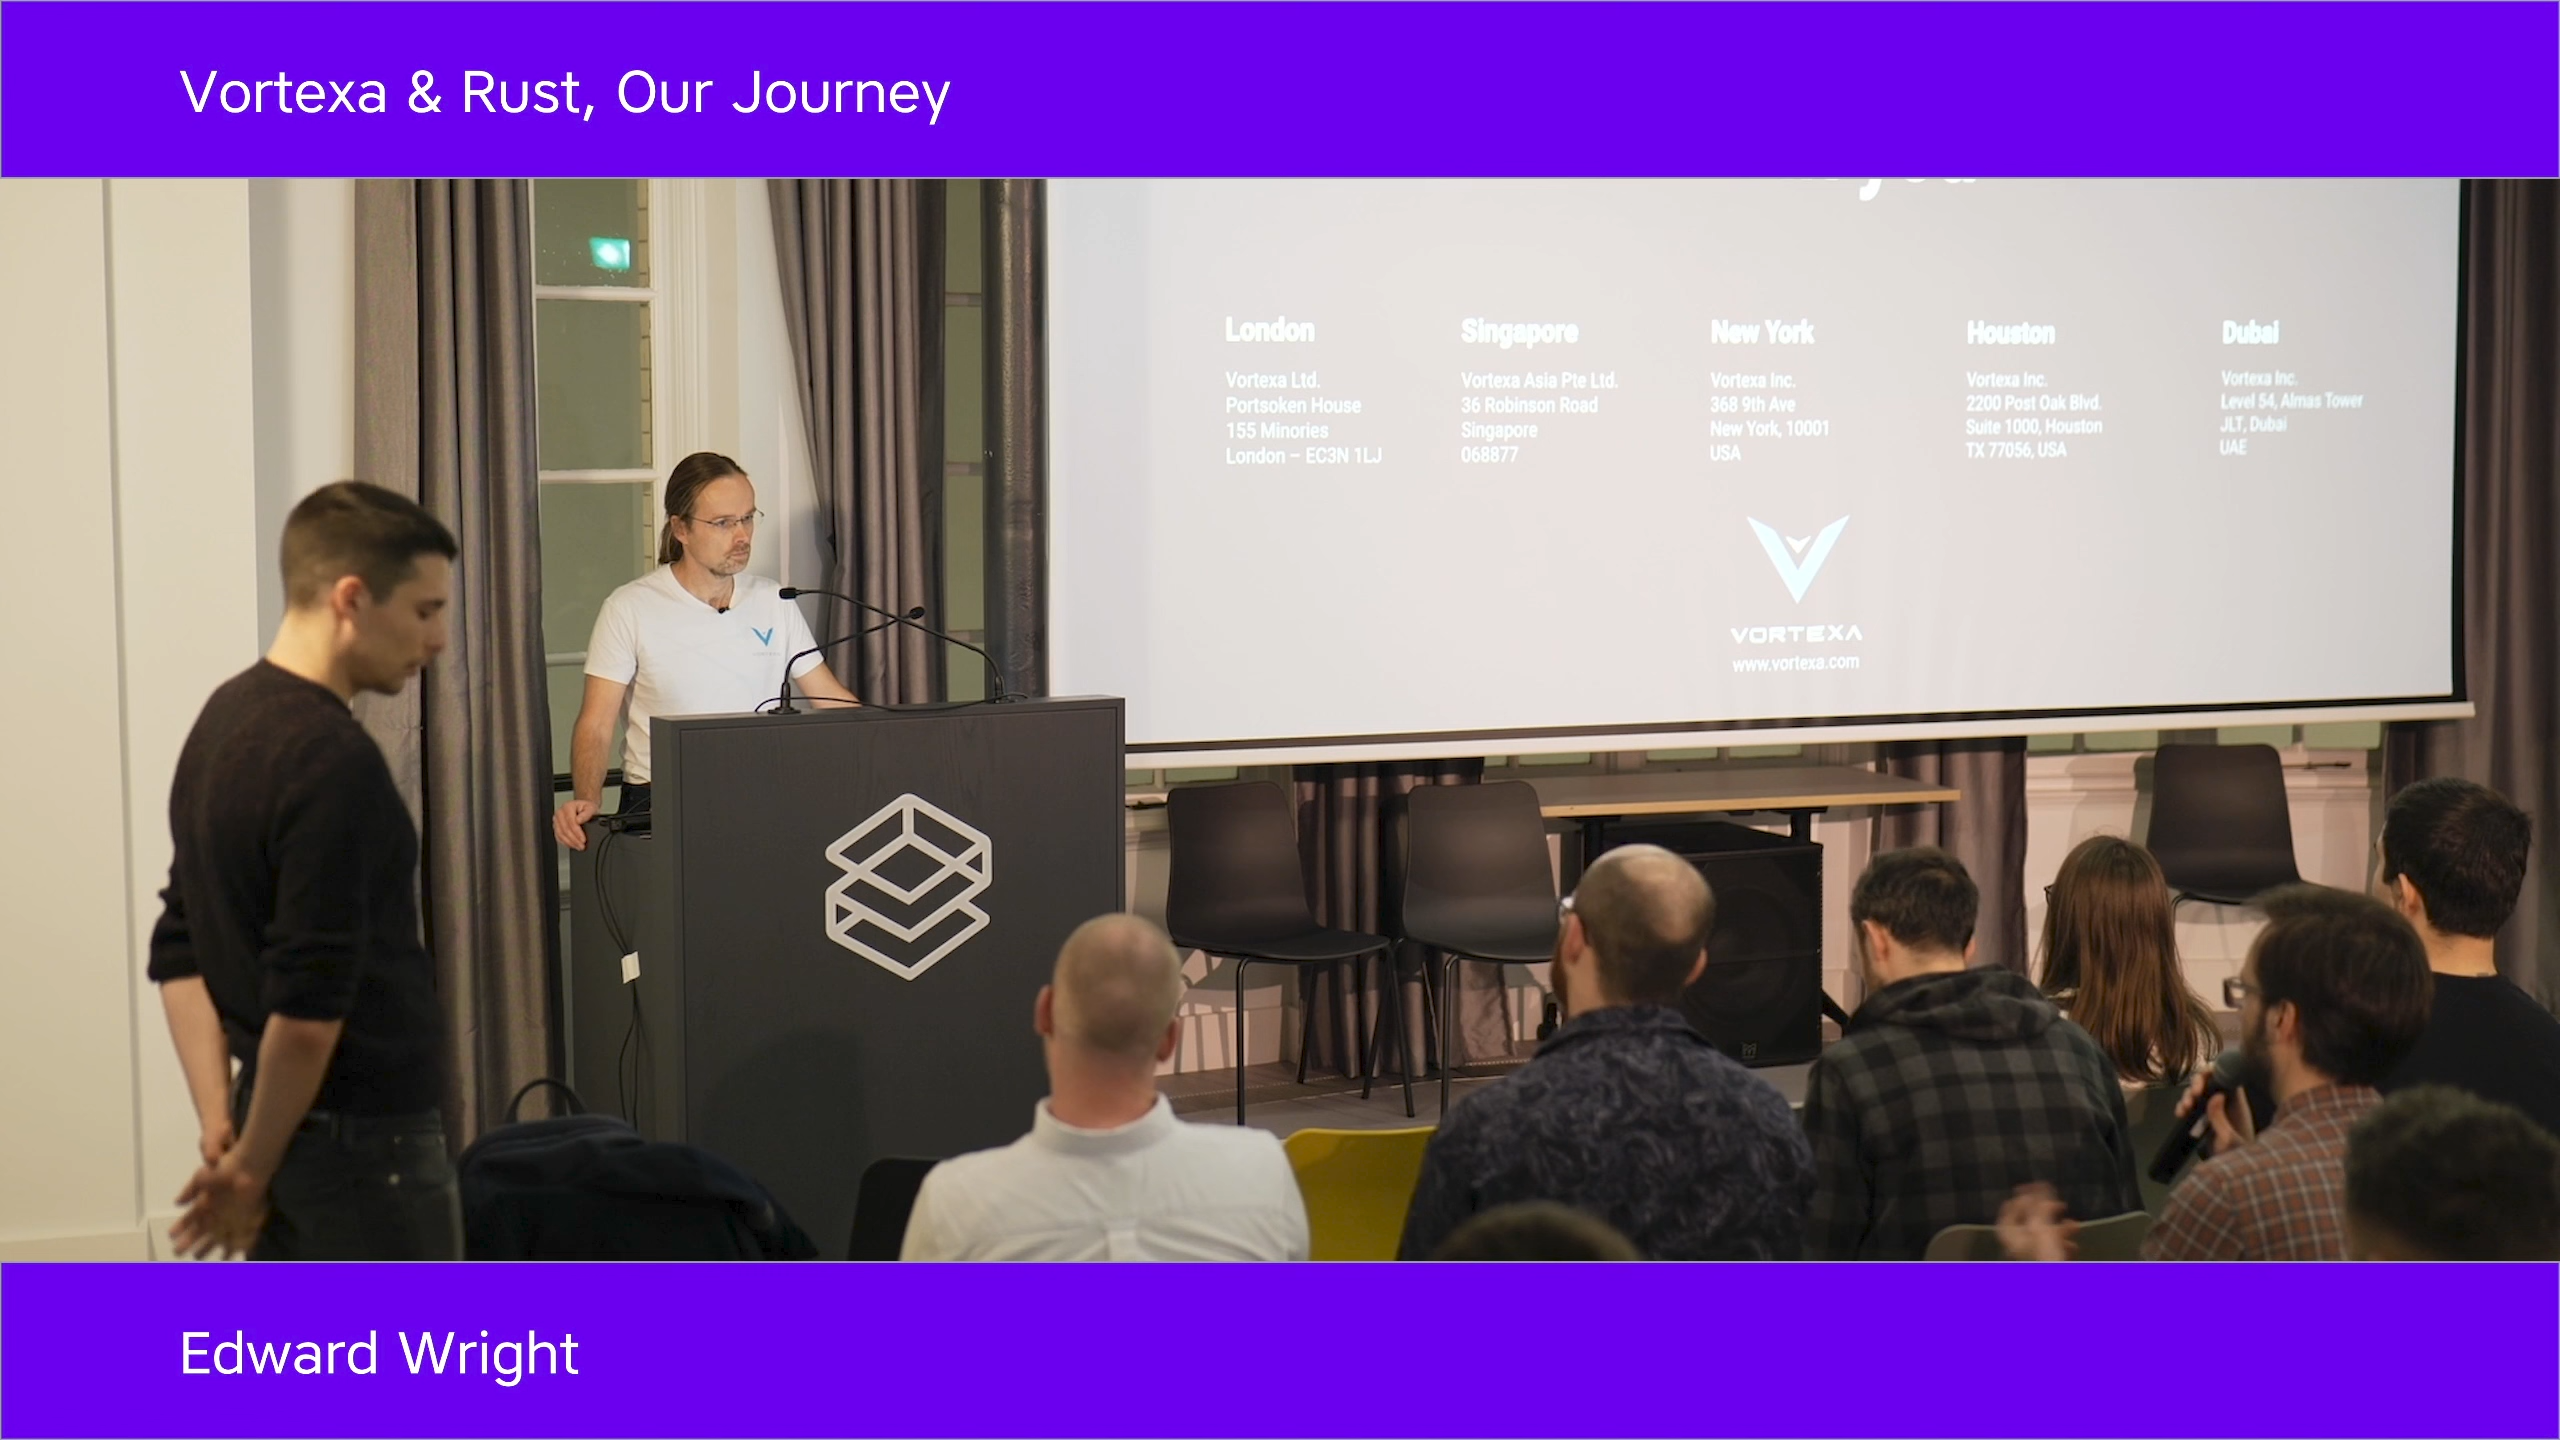 Vortexa & Rust, Our Journey
London
Vortexa Ltd.
Portsoken House
155 Minories
London – EC3N 1LJ
Singapore
Vortexa Asia Pte Ltd.
36 Robinson Road
Singapore
068877
New York
Vortexa Inc.
368 9th Ave
New York, 10001
USA
Houston
Vortexa Inc.
2200 Post Oak Blvd.
Suite 1000, Houston
TX 77056, USA
Dubai
Vortexa Inc.
Level 54, Almas Tower
JLT, Dubai
UAE
VORTEXA
www.vortexa.com
VORTEXA
Edward Wright